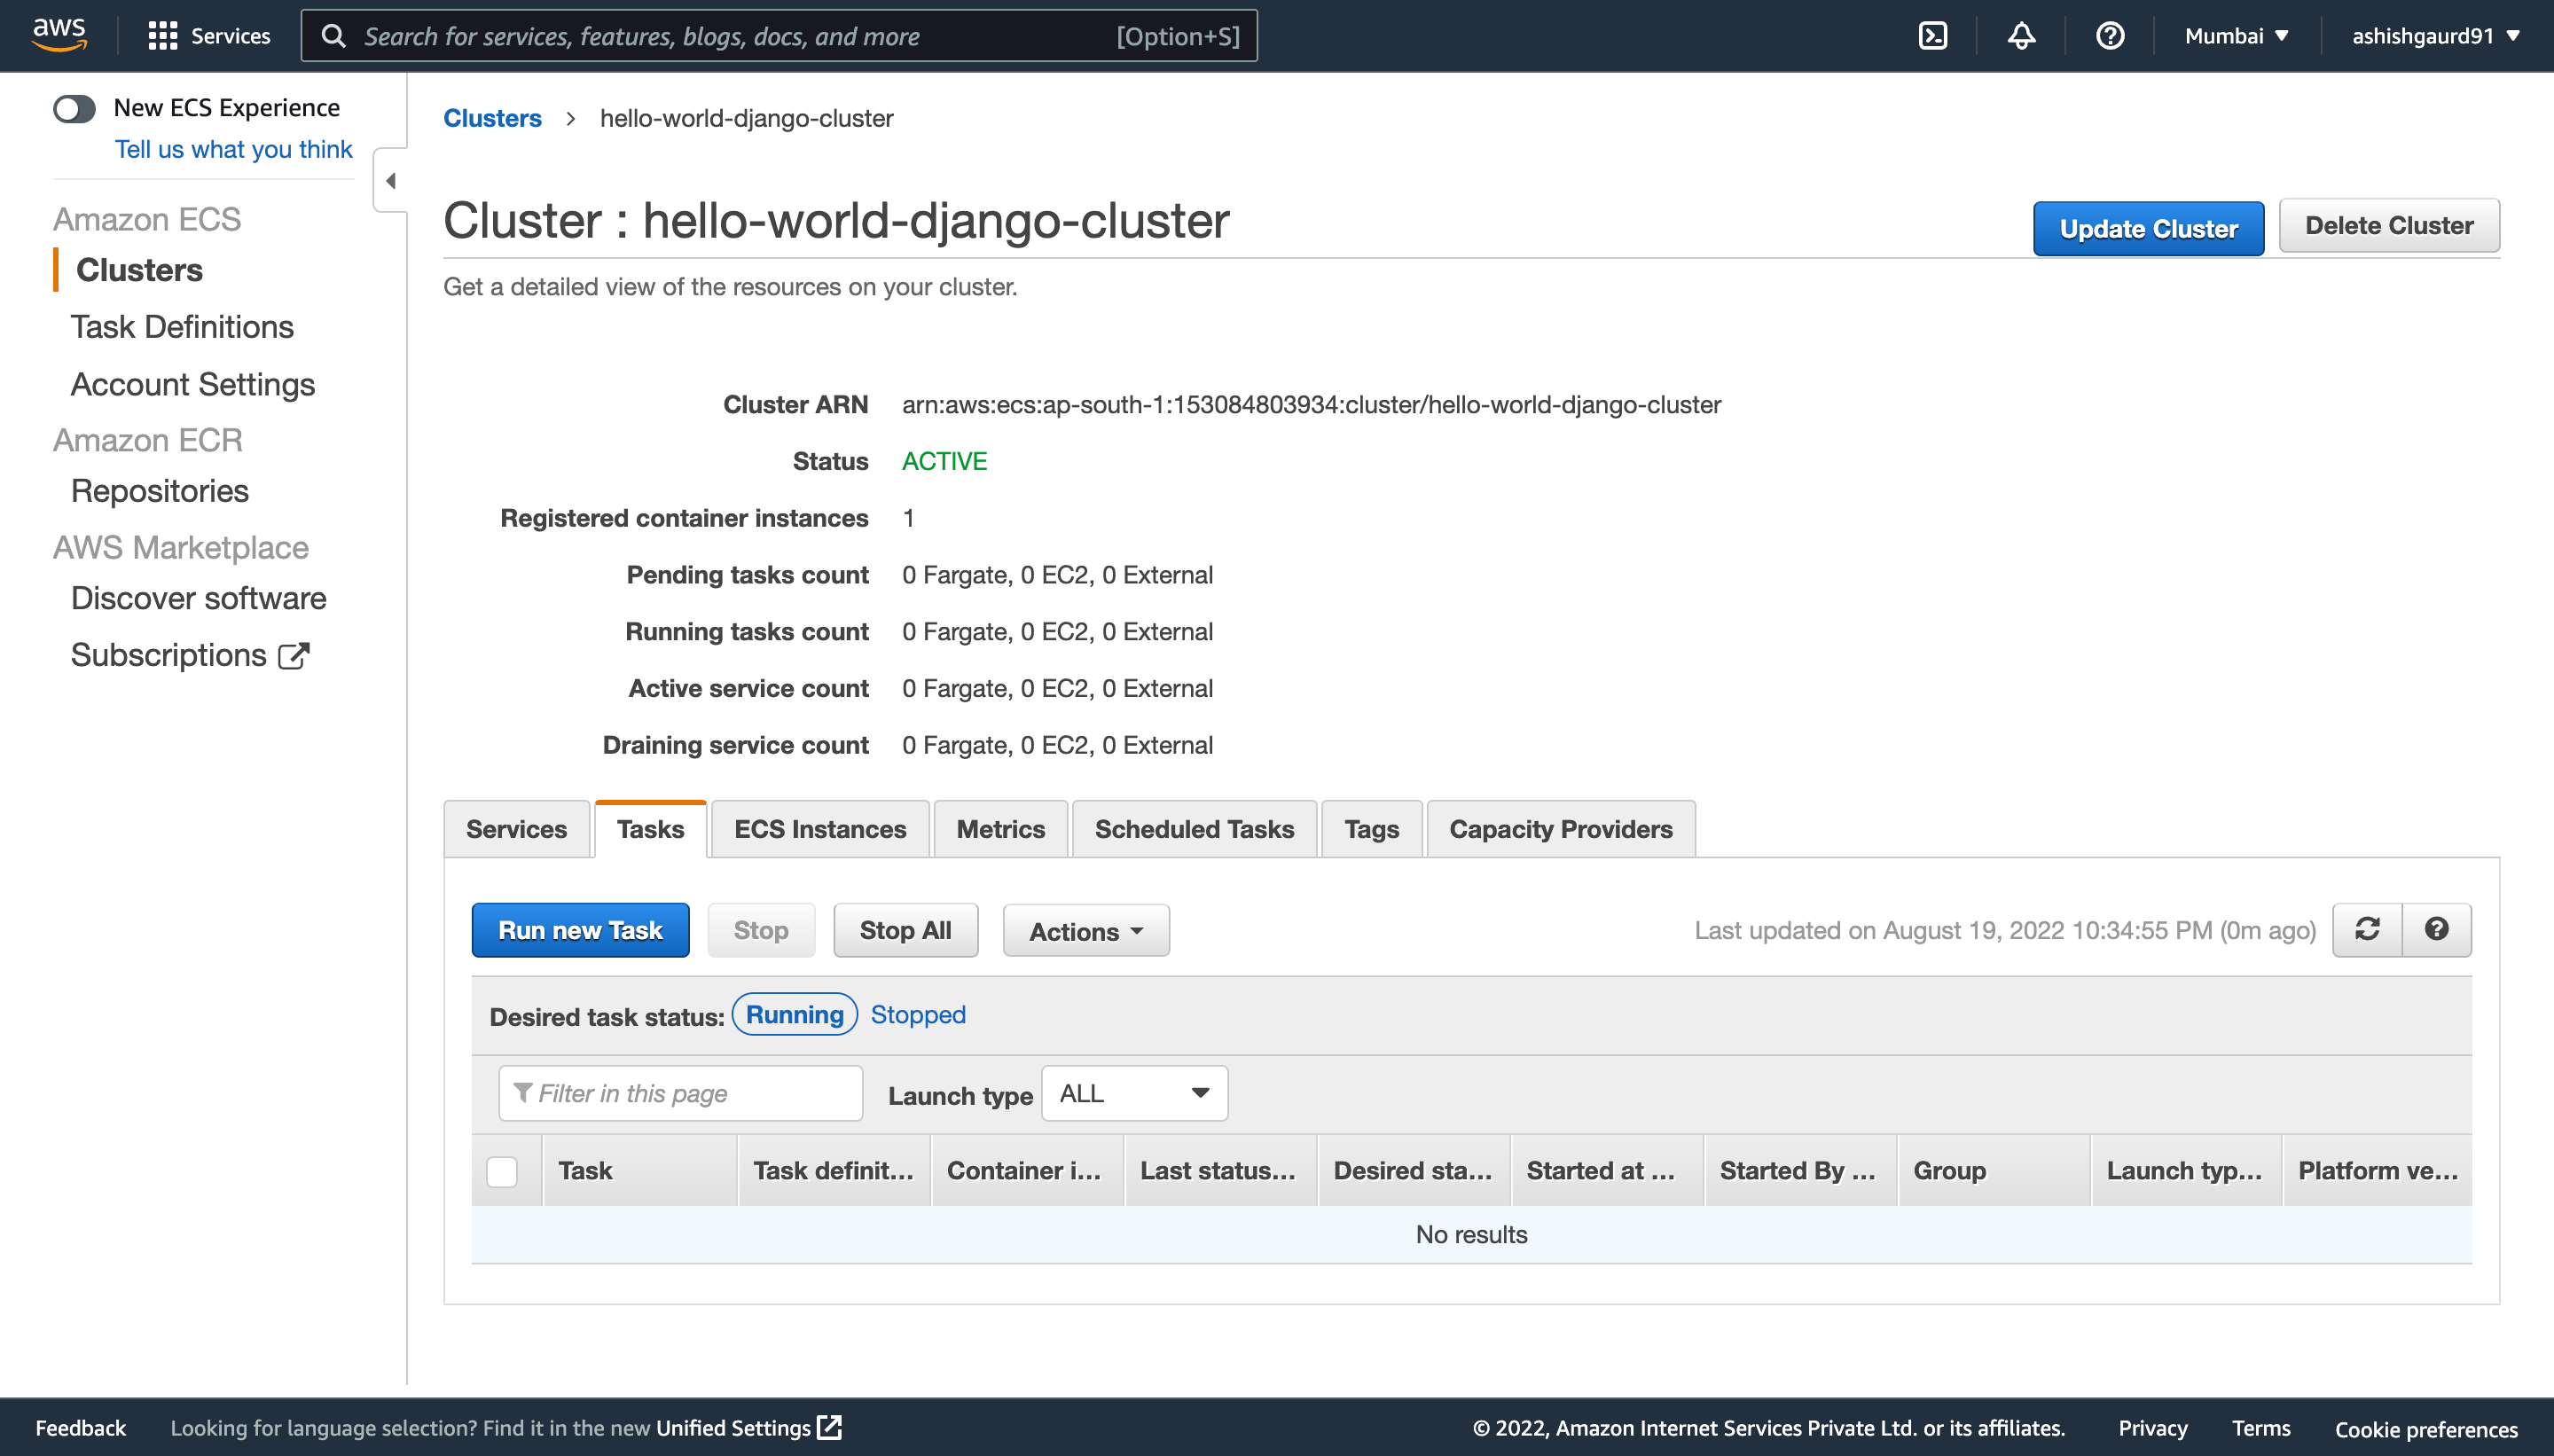 aws Services Search for services, features, blogs, docs, and more [Option+S] Mumbai ashishgaurd91
New ECS Experience
Tell us what you think
Amazon ECS
Clusters
Task Definitions
Account Settings
Amazon ECR
Repositories
AWS Marketplace
Discover software
Subscriptions
Clusters > hello-world-django-cluster
Cluster : hello-world-django-cluster
Update Cluster Delete Cluster
Get a detailed view of the resources on your cluster.
Cluster ARN arn:aws:ecs:ap-south-1:153084803934:cluster/hello-world-django-cluster
Status ACTIVE
Registered container instances 1
Pending tasks count 0 Fargate, 0 EC2, 0 External
Running tasks count 0 Fargate, 0 EC2, 0 External
Active service count 0 Fargate, 0 EC2, 0 External
Draining service count 0 Fargate, 0 EC2, 0 External
Services Tasks ECS Instances Metrics Scheduled Tasks Tags Capacity Providers
Run new Task Stop Stop All Actions Last updated on August 19, 2022 10:34:55 PM (0m ago)
Desired task status: Running Stopped
Filter in this page Launch type ALL
Task Task definit... Container i... Last status... Desired sta... Started at ... Started By ... Group Launch typ... Platform ve...
No results
Feedback Looking for language selection? Find it in the new Unified Settings © 2022, Amazon Internet Services Private Ltd. or its affiliates. Privacy Terms Cookie preferences